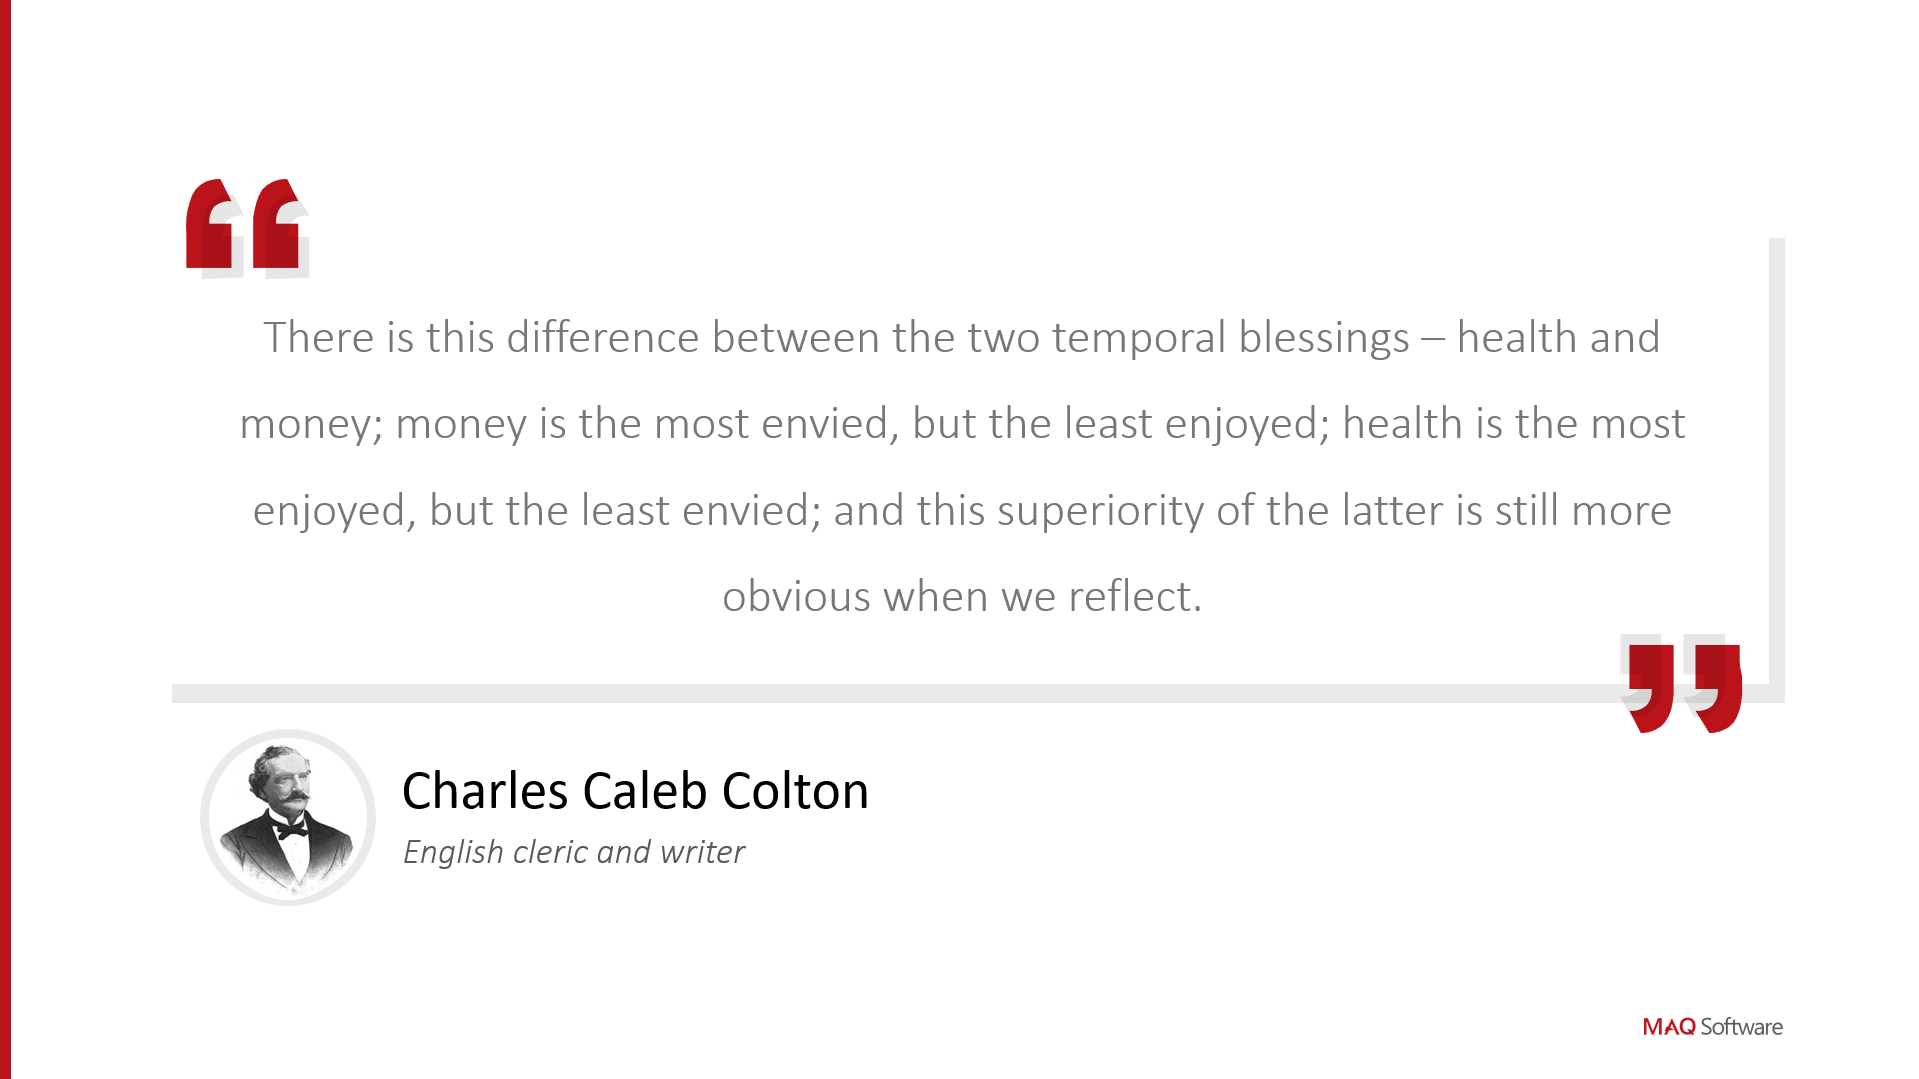 There is this difference between the two temporal blessings – health and
money; money is the most envied, but the least enjoyed; health is the most
enjoyed, but the least envied; and this superiority of the latter is still more
obvious when we reflect.
Charles Caleb Colton
English cleric and writer
MAQ Software